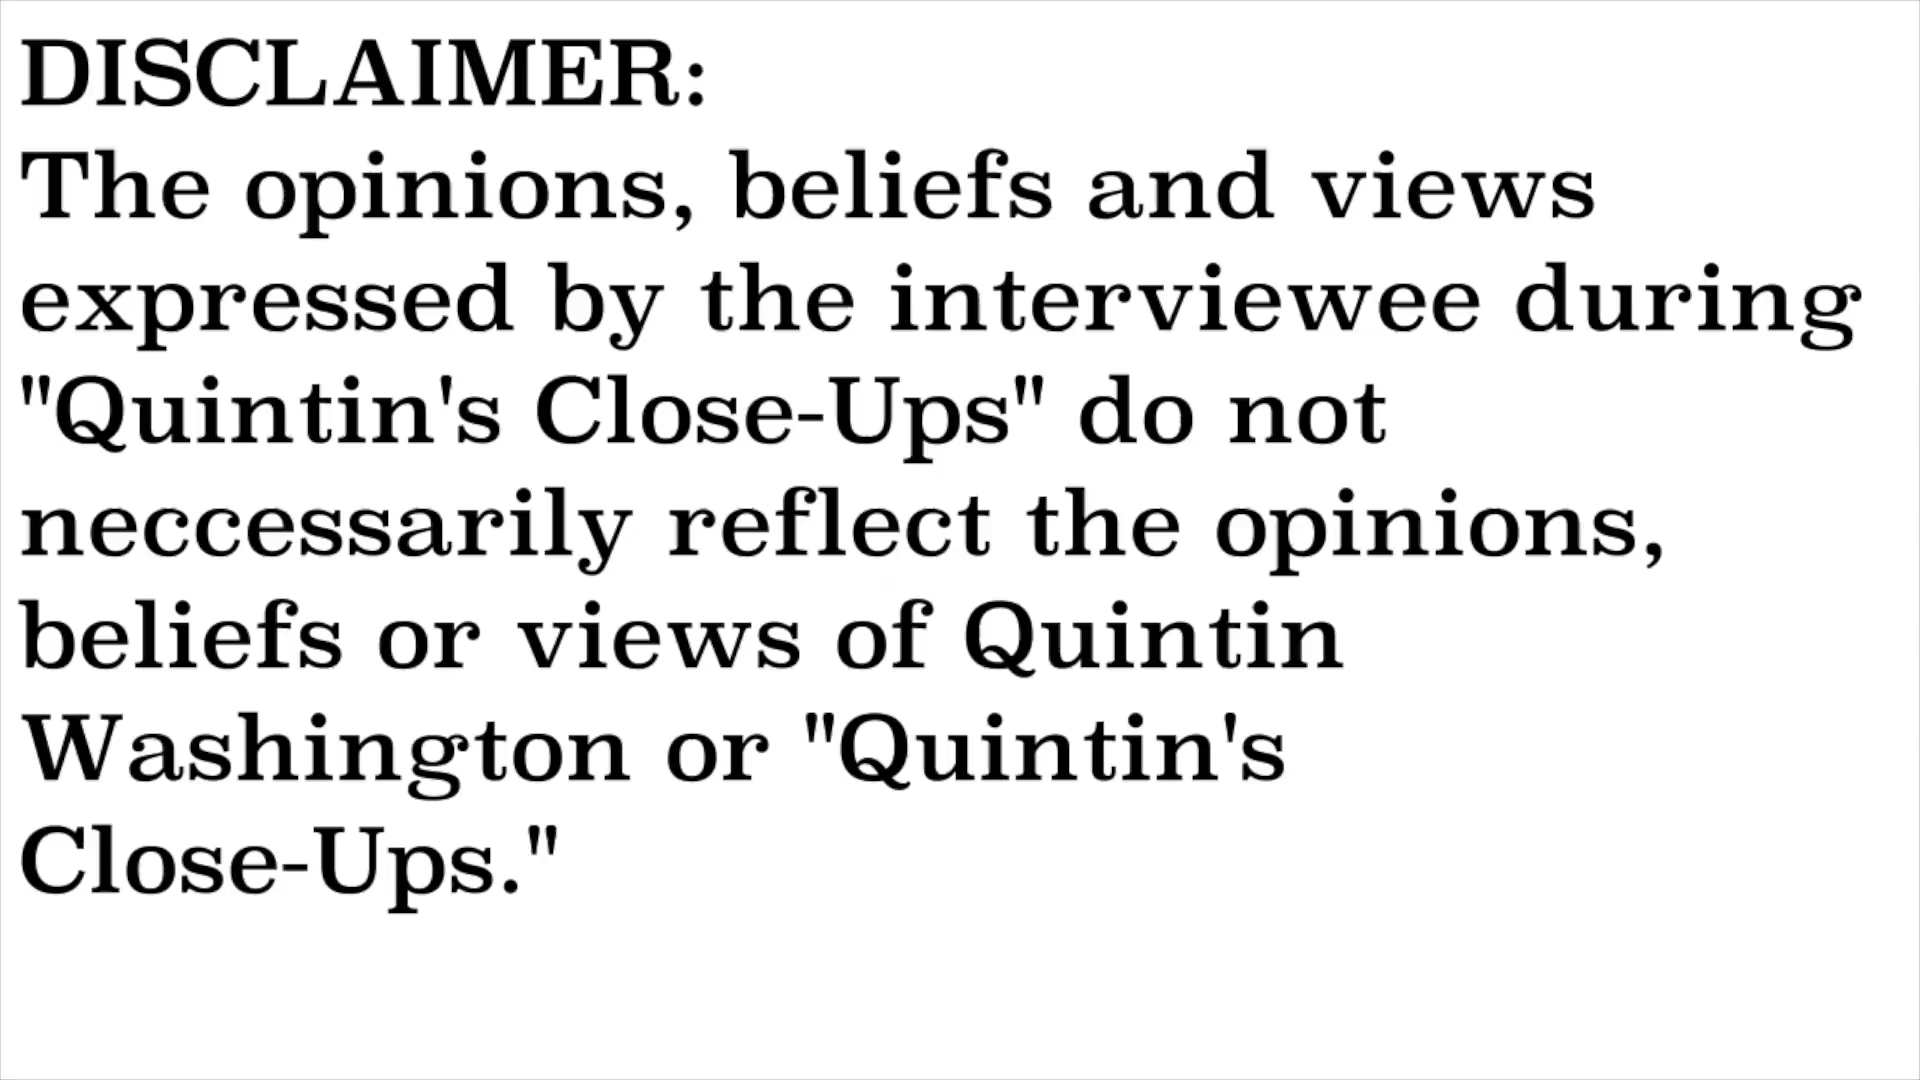 DISCLAIMER:
The opinions, beliefs and views
expressed by the interviewee during
"Quintin's Close-Ups" do not
neccessarily reflect the opinions,
beliefs or views of Quintin
Washington or "Quintin's
Close-Ups."